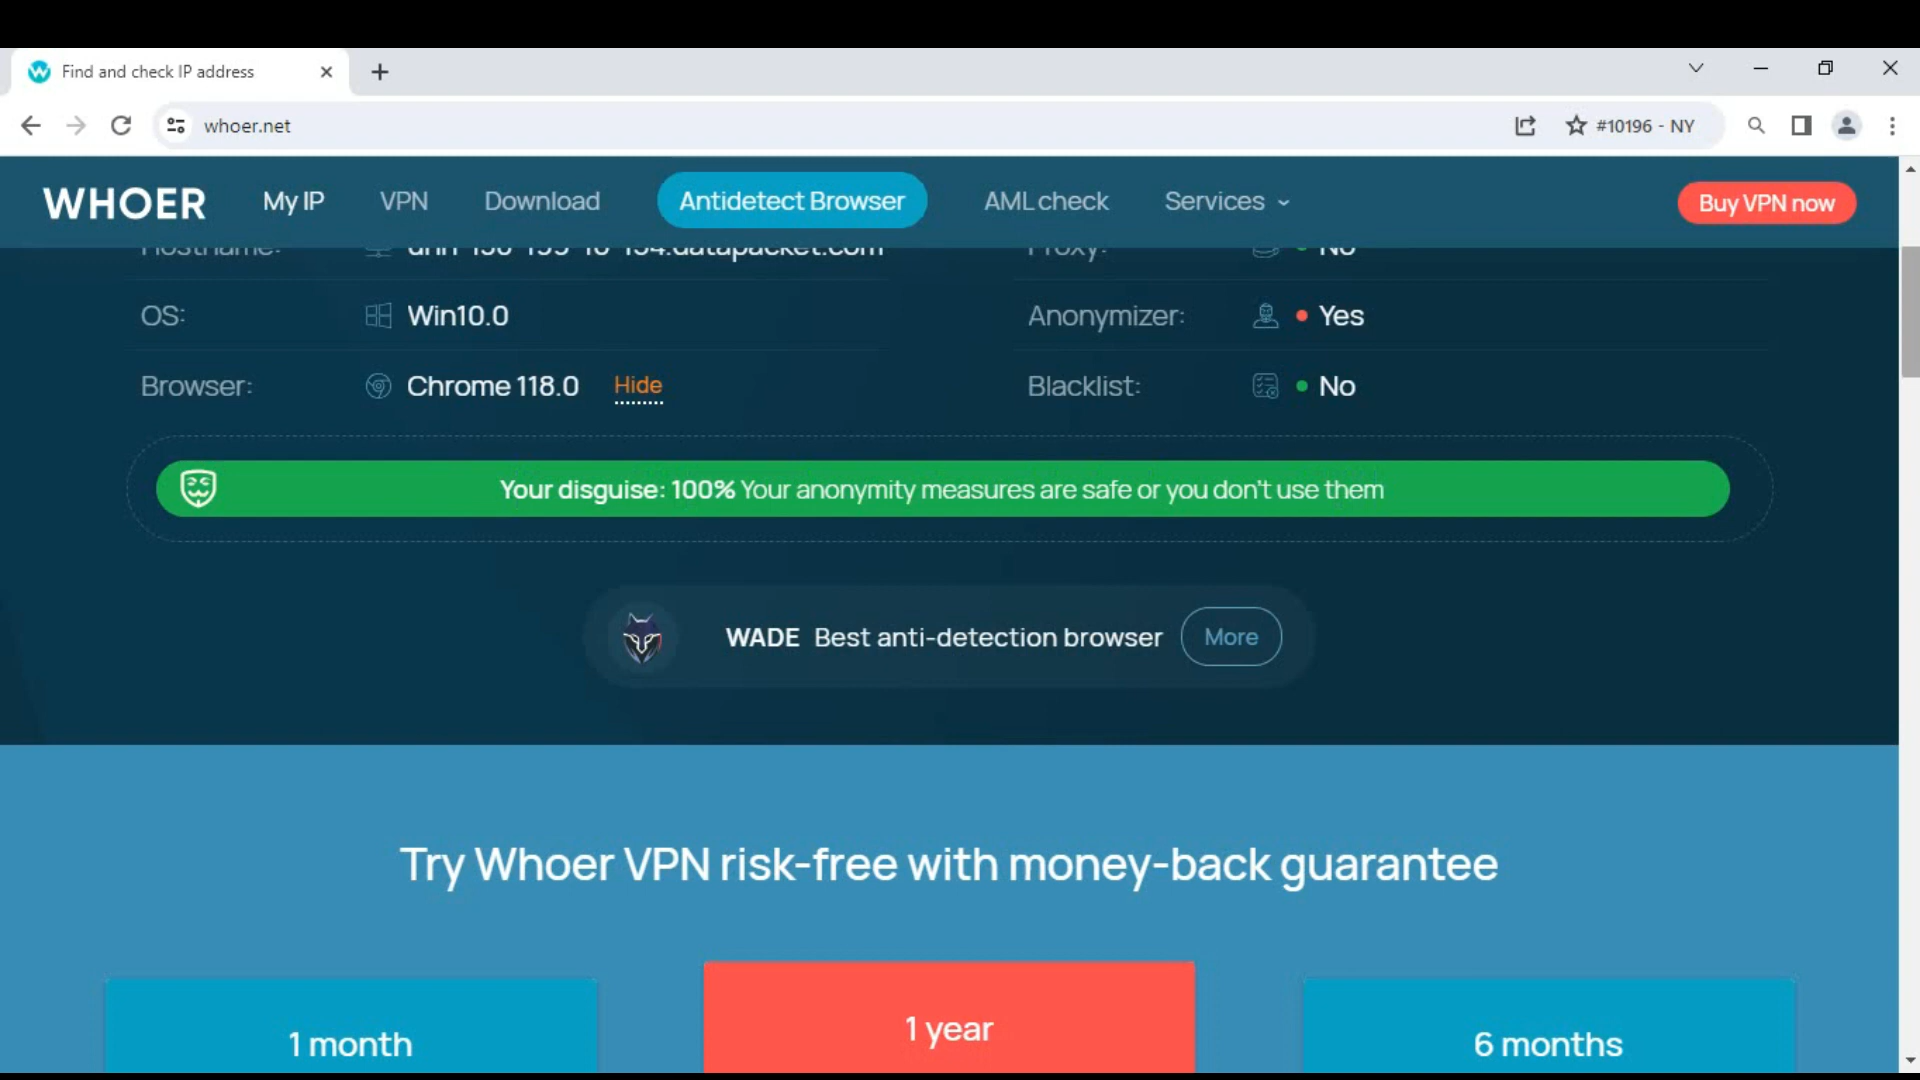 Find and check IP address
whoer.net
#10196 - NY
WHOER
My IP
VPN
Download
Antidetect Browser
AML check
Services
Buy VPN now
Hostname:
Proxy:
No
OS:
Win10.0
Anonymizer:
Yes
Browser:
Chrome 118.0
Hide
Blacklist:
No
Your disguise: 100% Your anonymity measures are safe or you don't use them
WADE Best anti-detection browser
More
Try Whoer VPN risk-free with money-back guarantee
1 month
1 year
6 months